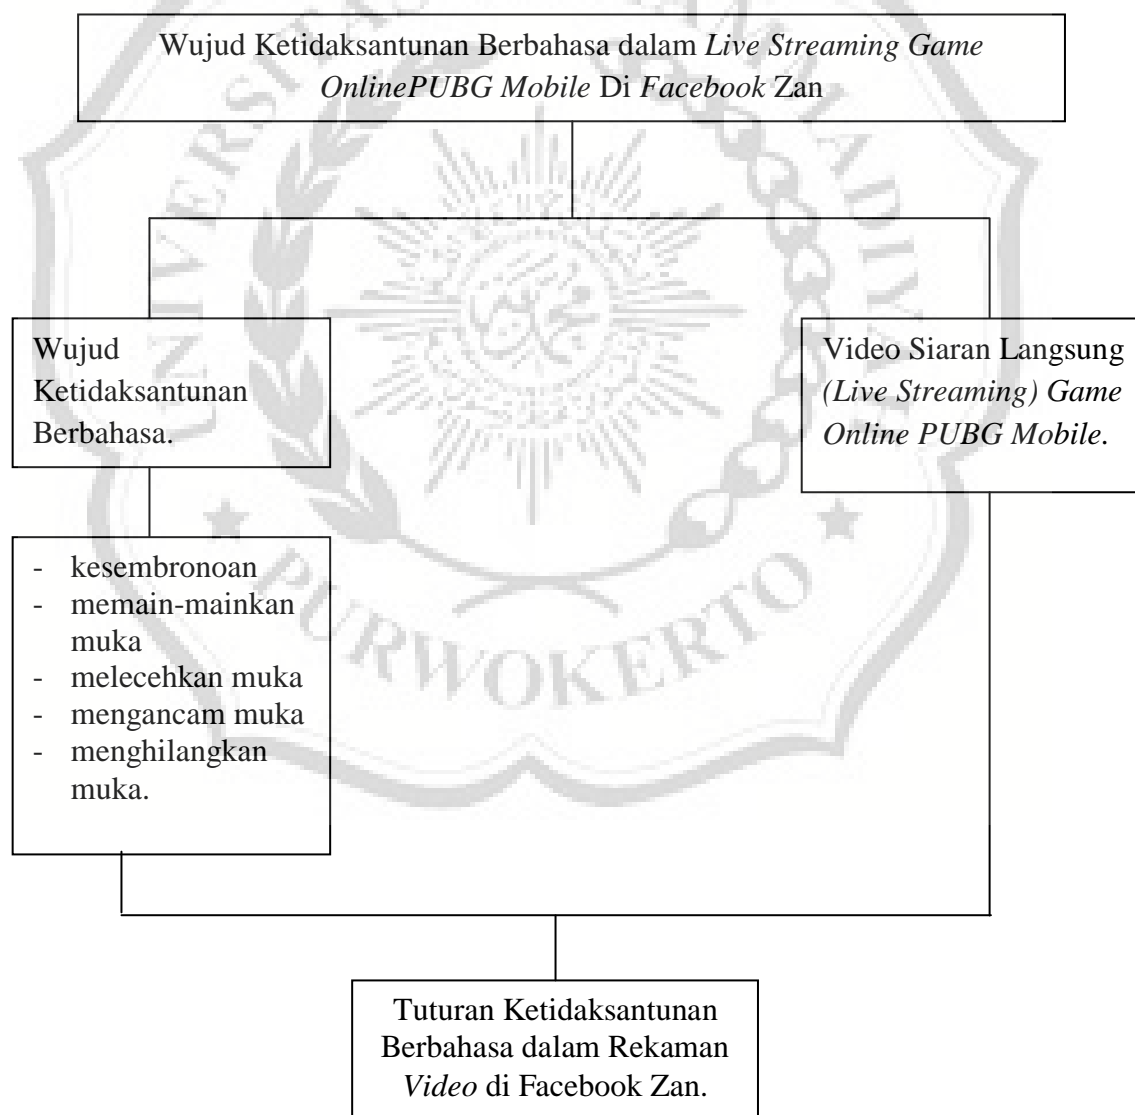 Wujud Ketidaksantunan Berbahasa dalam Live Streaming Game
OnlinePUBG Mobile Di Facebook Zan
Wujud
Ketidaksantunan
Berbahasa.
Video Siaran Langsung
(Live Streaming) Game
Online PUBG Mobile.
- kesembronoan
- memain-mainkan
muka
- melecehkan muka
- mengancam muka
- menghilangkan
muka.
Tuturan Ketidaksantunan
Berbahasa dalam Rekaman
Video di Facebook Zan.
PURWOKERTO